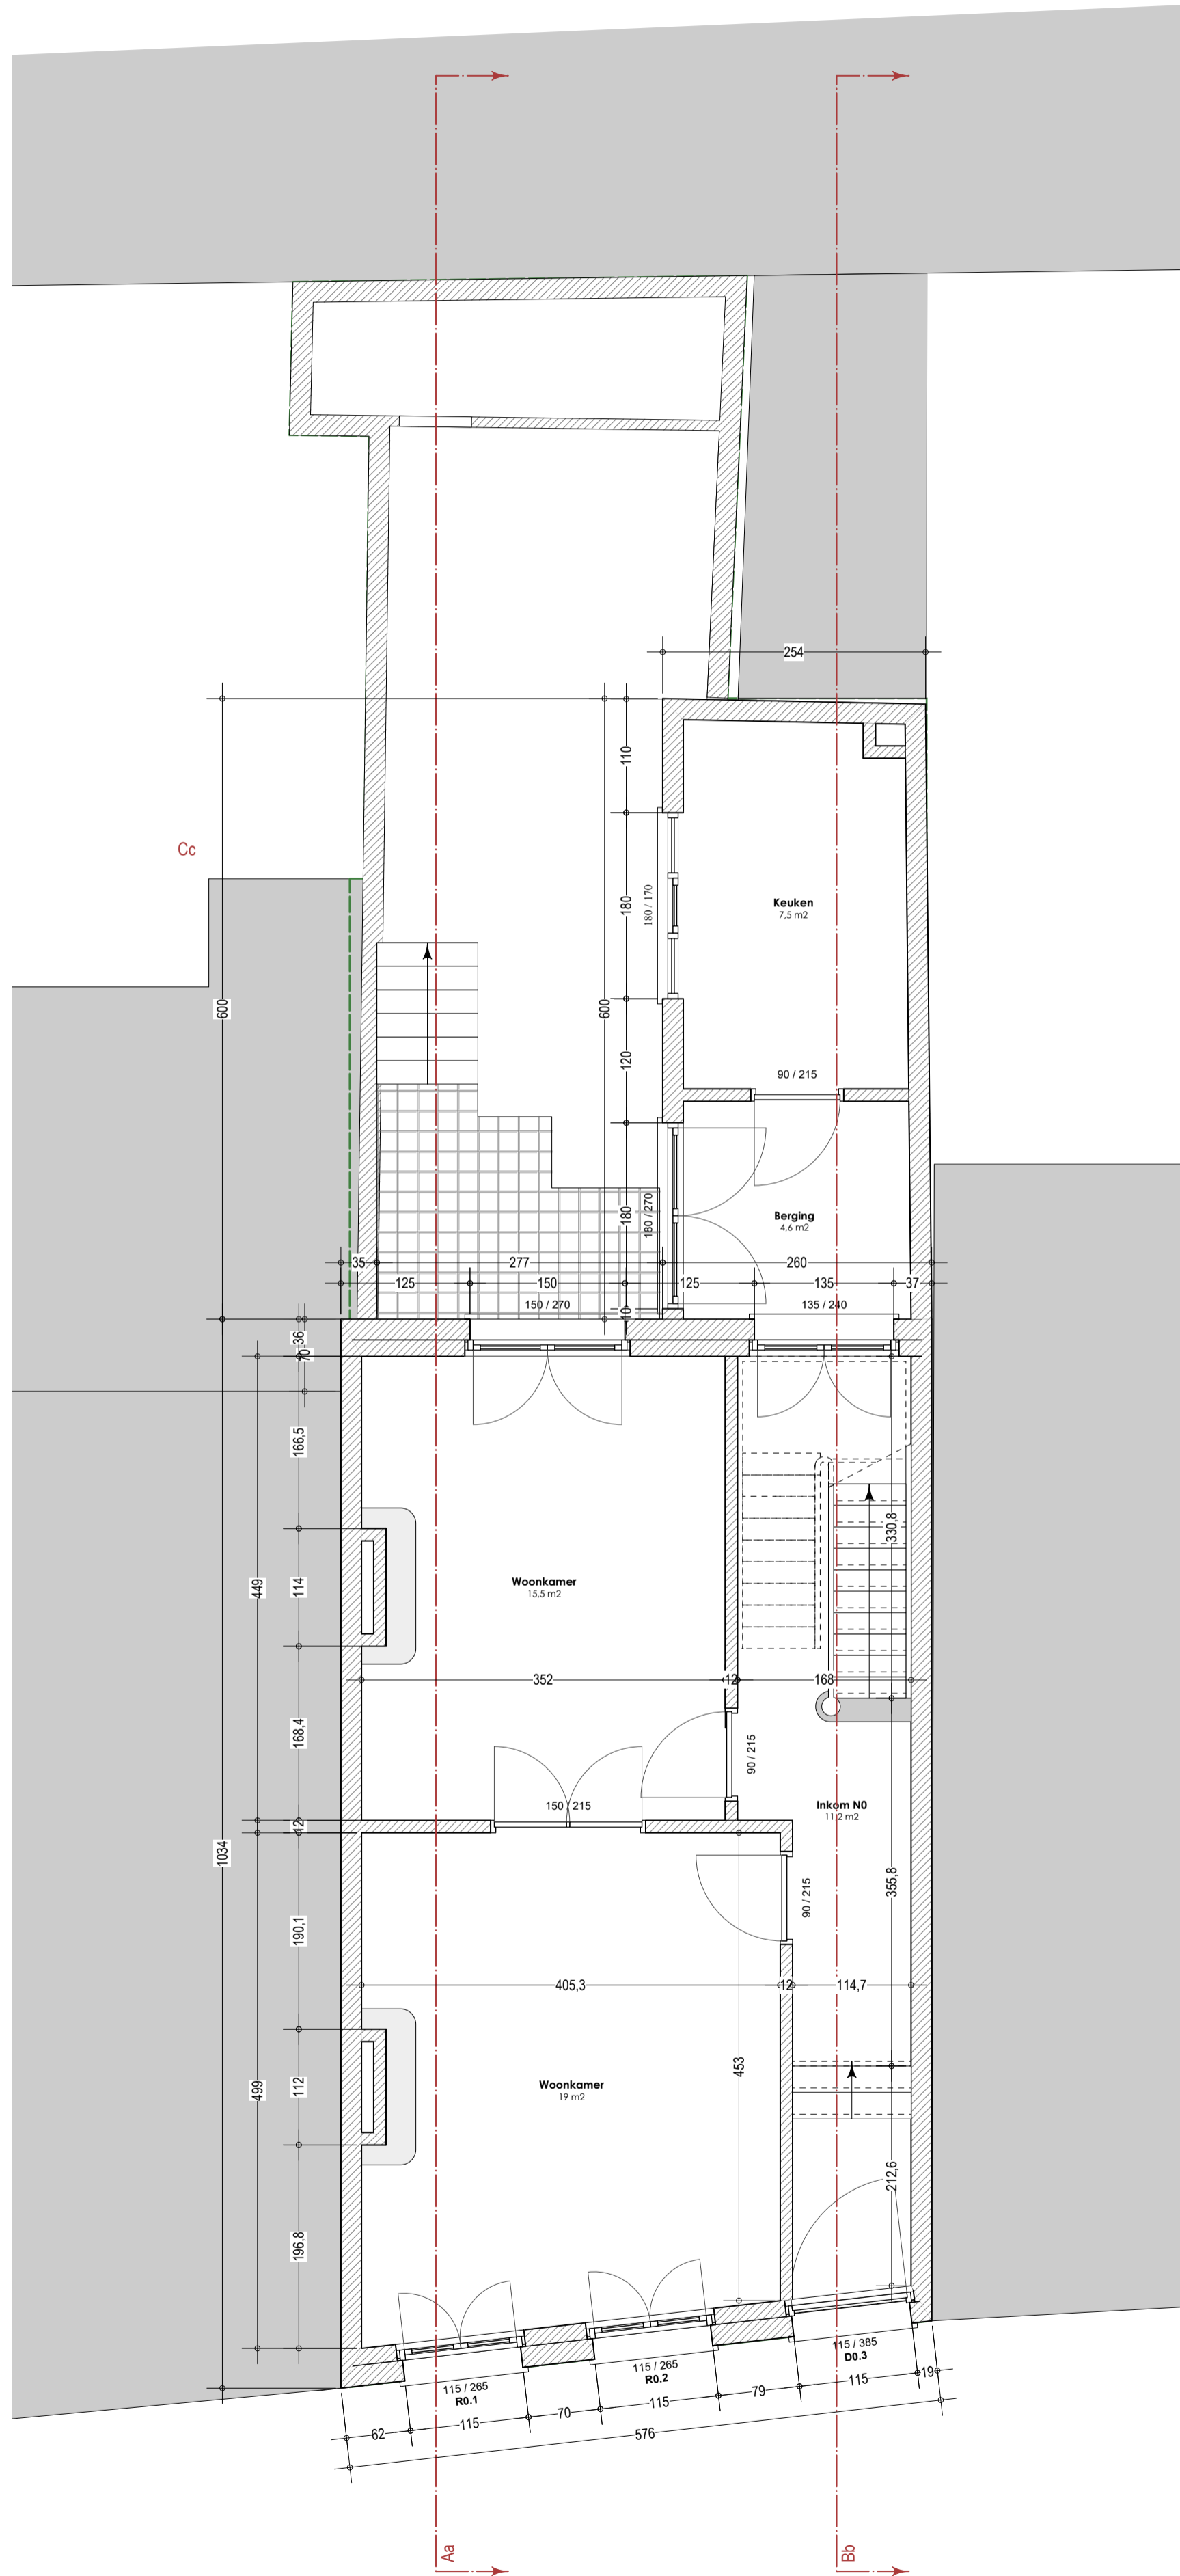 254
110
Cc
180
180 / 170
Keuken
7,5 m2
600
600
120
90 / 215
180
180 / 270
Berging
4,6 m2
35
277
260
125
150
125
135
37
150 / 270
10
135 / 240
36
70
166,5
330,8
449
114
Woonkamer
15,5 m2
352
12
168
168,4
90 / 215
150 / 215
Inkom N0
11,2 m2
12
1034
355,8
190,1
90 / 215
405,3
12
114,7
453
499
112
Woonkamer
19 m2
212,6
196,8
115 / 385
D0.3
115 / 265
R0.2
115 / 265
R0.1
19
115
79
115
70
115
62
576
Aa
Bb